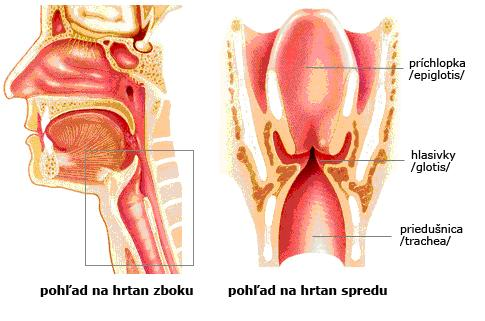 príchlopka
/epiglotis/
hlasivky
/glotis/
priedušnica
/trachea/
pohľad na hrtan zboku
pohľad na hrtan spredu